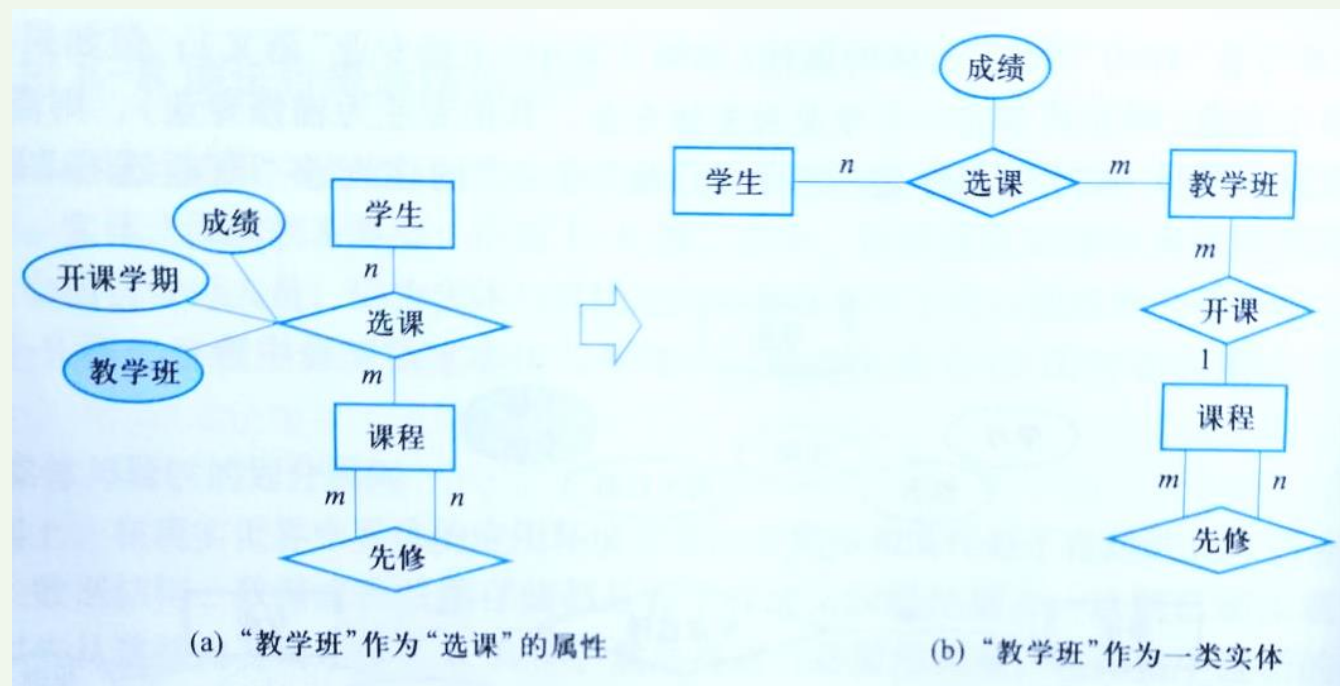 成绩
学生
n
选课
m
教学班
学生
成绩
m
开课学期
n
开课
选课
1
教学班
m
课程
课程
m
n
m
n
先修
先修
(a) “教学班”作为“选课”的属性
(b) “教学班”作为一类实体